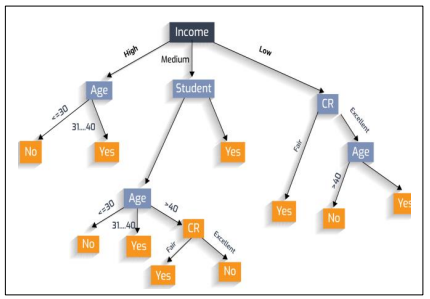 Income
High
Medium
Low
Age
Student
CR
<=30
31...40
Fair
Excellent
No
Yes
Yes
Age
>40
Age
Yes
No
Yes
<=30
31...40
>40
CR
No
Yes
Fair
Excellent
Yes
No